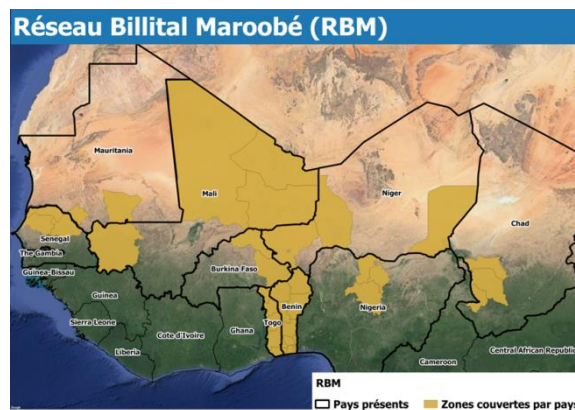 Réseau Billital Maroobé (RBM)
Mauritania
Mali
Niger
Chad
Senegal
The Gambia
Guinea-Bissau
Burkina Faso
Guinea
Benin
Nigeria
Togo
Sierra Leone
Côte d'Ivoire
Ghana
Liberia
Cameroon
Central African Republic
RBM
Pays présents
Zones couvertes par pays